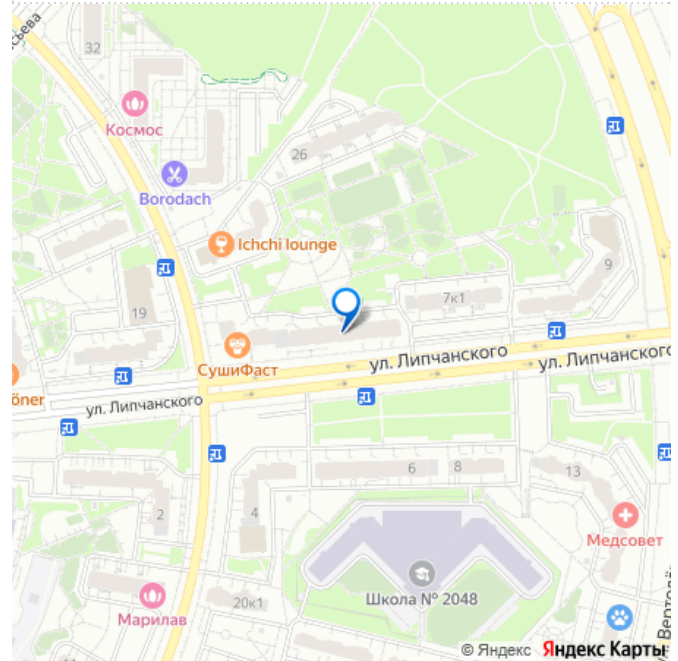 32
Космос
26
Borodach
Ichchi lounge
9
7к1
19
СушиФаст
ул. Липчанского
ул. Липчанского
öner
ул. Липчанского
6
8
13
2
4
Медсовет
Школа № 2048
Марилав
20к1
© Яндекс Яндекс Карты